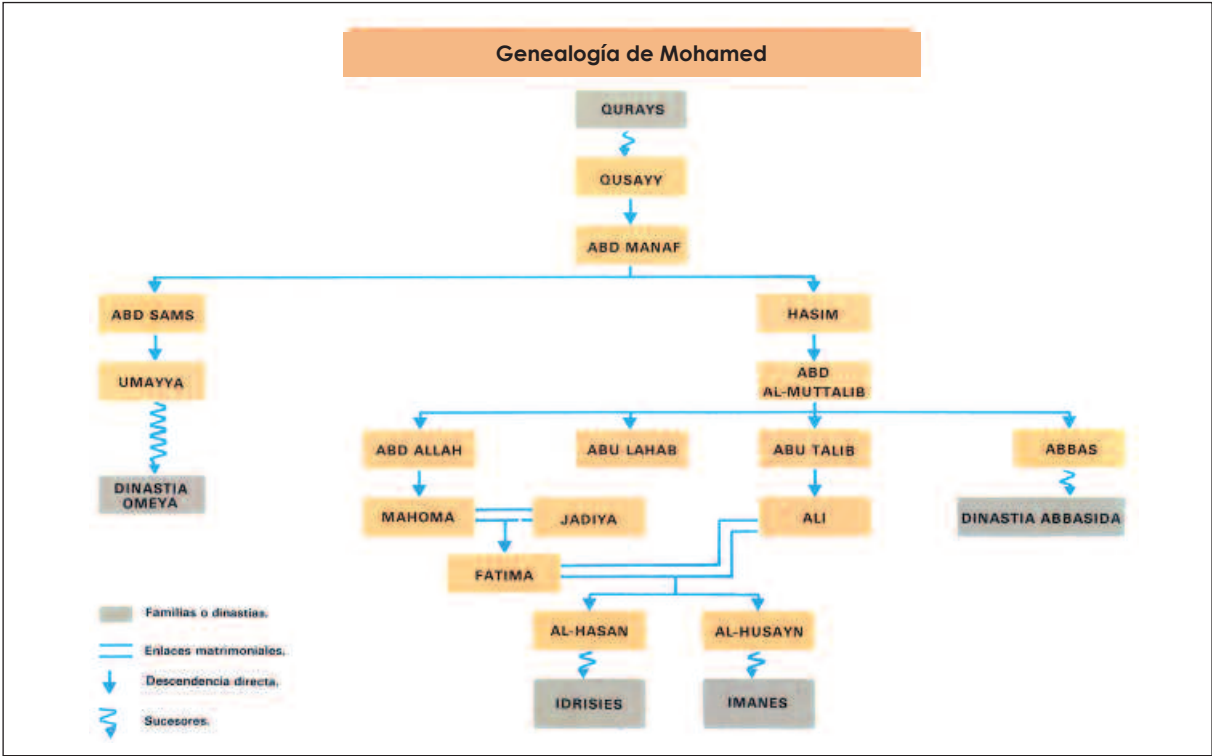 Genealogía de Mohamed
QURAYS
QUSAYY
ABD MANAF
ABD SAMS
HASIM
UMAYYA
ABD
AL-MUTTALIB
ABD ALLAH
ABU LAHAB
ABU TALIB
ABBAS
DINASTIA
OMEYA
MAHOMA
JADIYA
ALI
DINASTIA ABBASIDA
FATIMA
AL-HASAN
AL-HUSAYN
IDRISIES
IMANES
Familias o dinastías.
Enlaces matrimoniales.
Descendencia directa.
Sucesores.